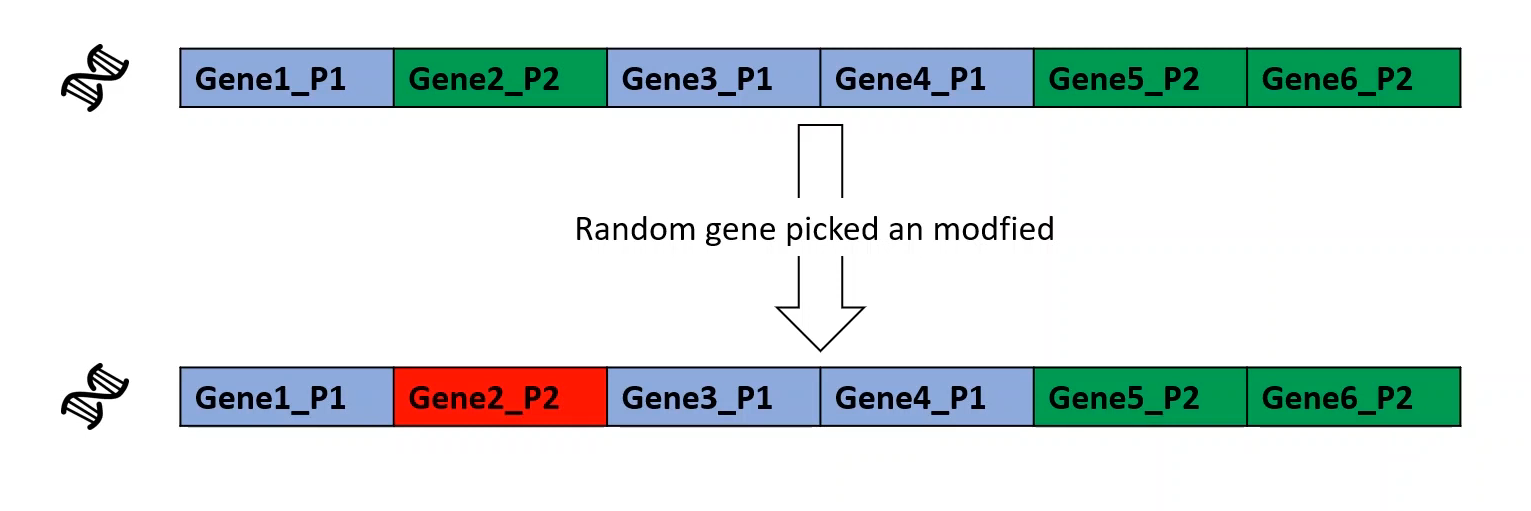 Gene1_P1 Gene2_P2 Gene3_P1 Gene4_P1 Gene5_P2 Gene6_P2
Random gene picked an modfied
Gene1_P1 Gene2_P2 Gene3_P1 Gene4_P1 Gene5_P2 Gene6_P2